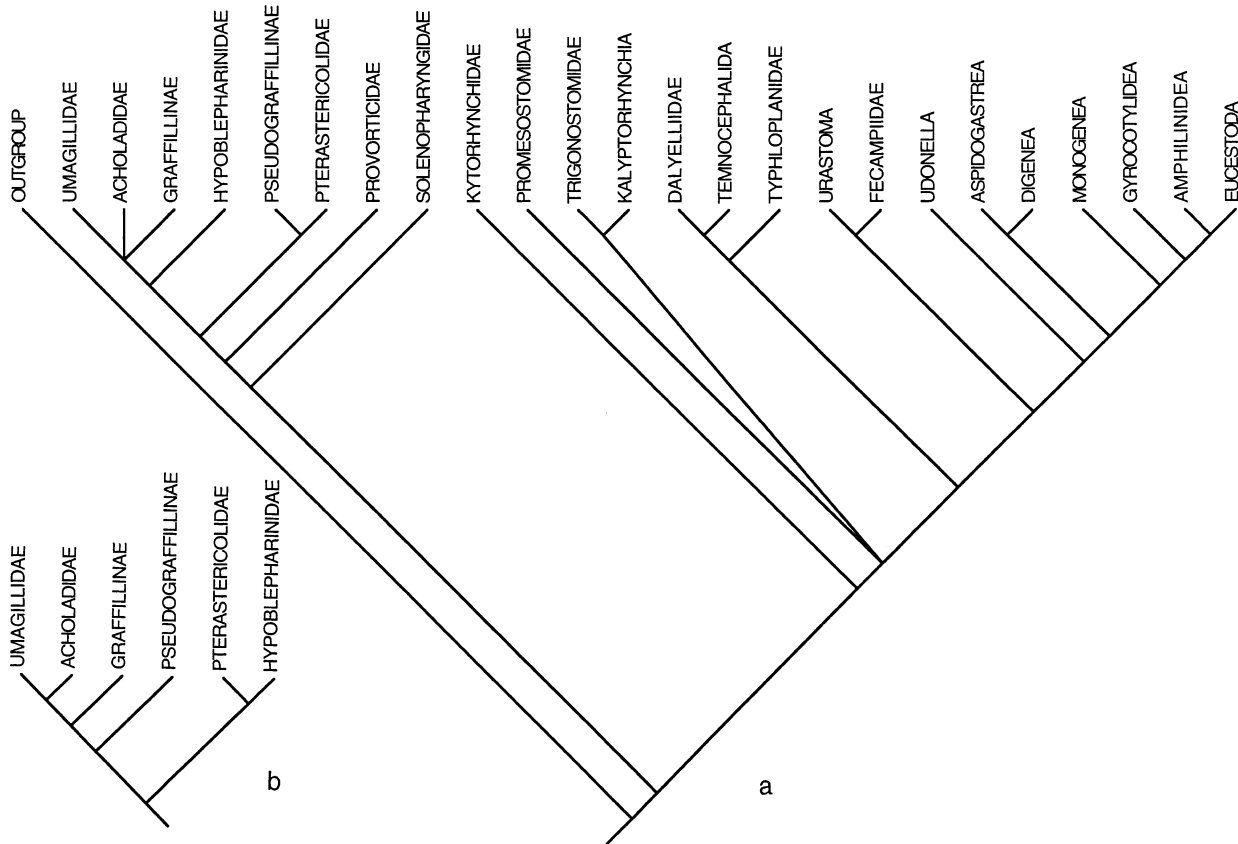 OUTGROUP
UMAGILLIDAE
ACHOLADIDAE
GRAFFILLINAE
HYPOBLEPHARINIDAE
PSEUDOGRAFFILLINAE
PTERASTERICOLIDAE
PROVORTICIDAE
SOLENOPHARYNGIDAE
KYTORHYNCHIDAE
PROMESOSTOMIDAE
TRIGONOSTOMIDAE
KALYPTORHYNCHIA
DALYELLIIDAE
TEMNOCEPHALIDA
TYPHLOPLANIDAE
URASTOMA
FECAMPIIDAE
UDONELLA
ASPIDOGASTREA
DIGENEA
MONOGENEA
GYROCOTYLIDEA
AMPHILINIDEA
EUCESTODA
UMAGILLIDAE
ACHOLADIDAE
GRAFFILLINAE
PSEUDOGRAFFILLINAE
PTERASTERICOLIDAE
HYPOBLEPHARINIDAE
b
a